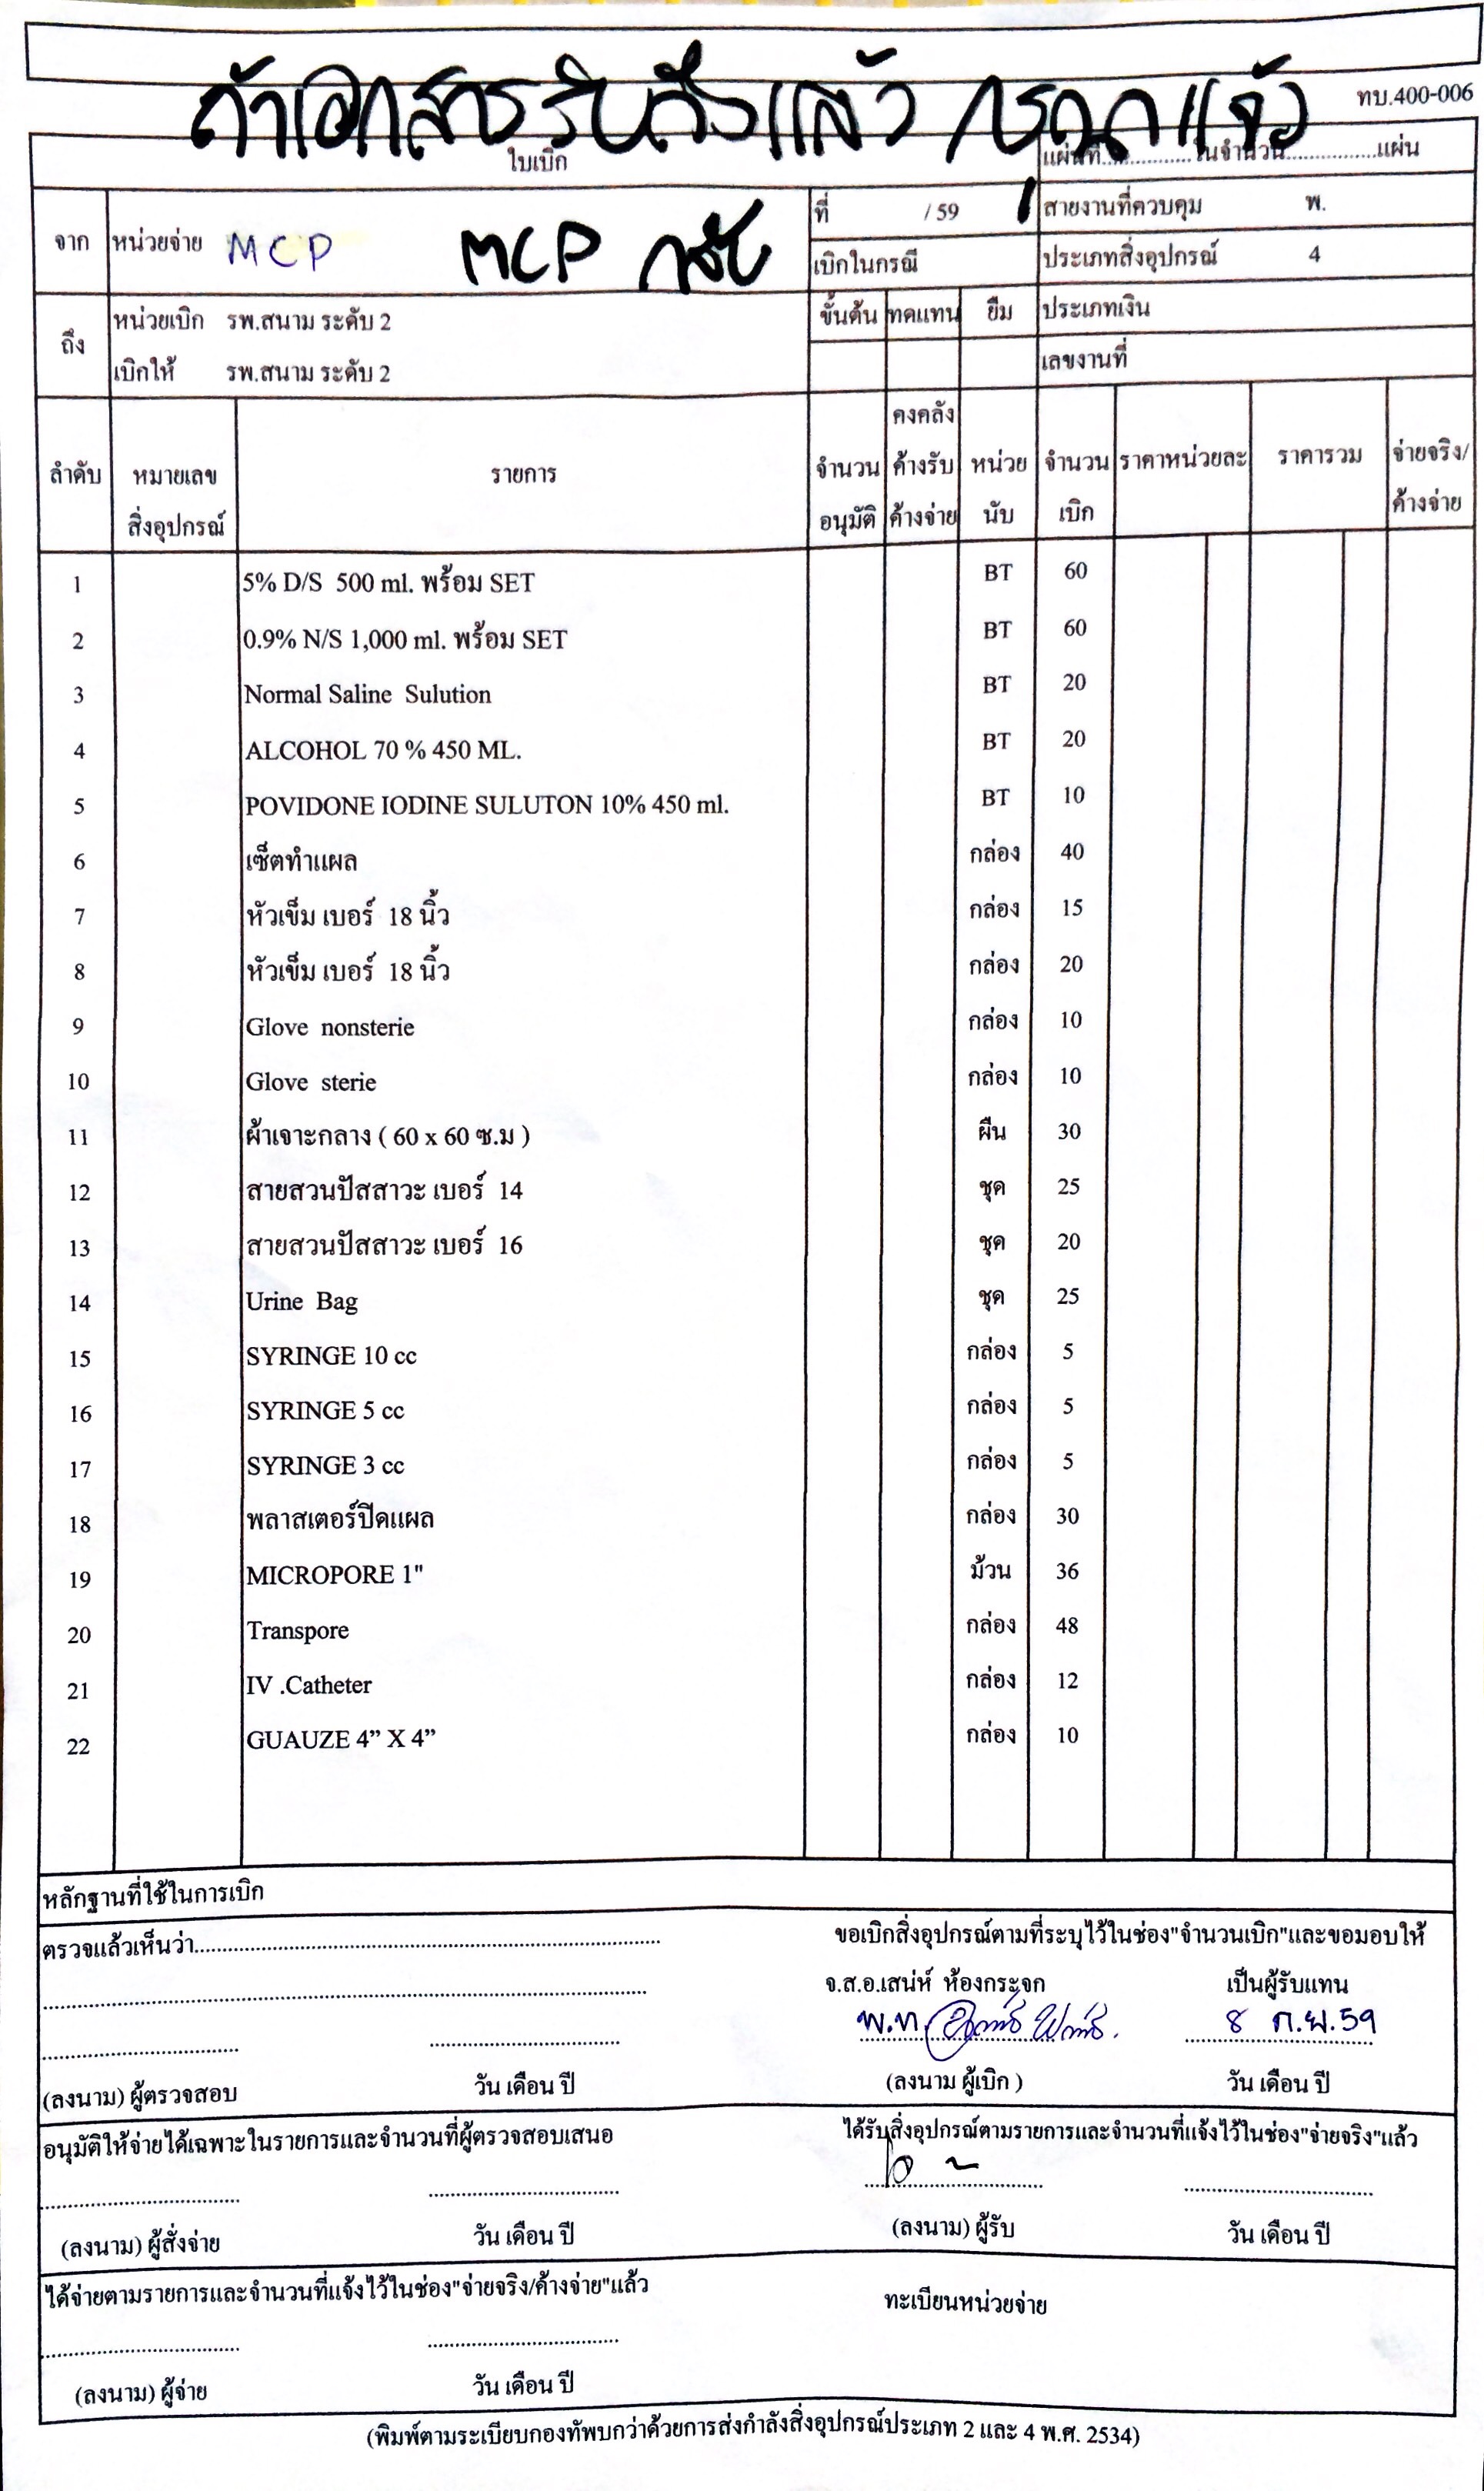 ถ้าเอกสารรับถึงแล้ว กรุณาแจ้ง
ทบ.400-006
ใบเบิก
แผ่นที่..............ในจำนวน................แผ่น
จาก หน่วยจ่าย MCP MCP กลับ
ที่ / 59
สายงานที่ควบคุม พ.
เบิกในกรณี
ประเภทสิ่งอุปกรณ์ 4
ถึง
หน่วยเบิก รพ.สนาม ระดับ 2
ขั้นต้น ทดแทน ยืม
ประเภทเงิน
เบิกให้ รพ.สนาม ระดับ 2
เลขงานที่
ลำดับ
หมายเลข
สิ่งอุปกรณ์
รายการ
จำนวน
อนุมัติ
คงคลัง
ค้างรับ
ค้างจ่าย
หน่วย
นับ
จำนวน
เบิก
ราคาหน่วยละ
ราคารวม
จ่ายจริง/
ค้างจ่าย
1 5% D/S 500 ml. พร้อม SET BT 60
2 0.9% N/S 1,000 ml. พร้อม SET BT 60
3 Normal Saline Sulution BT 20
4 ALCOHOL 70 % 450 ML. BT 20
5 POVIDONE IODINE SULUTON 10% 450 ml. BT 10
6 เซ็ตทำแผล กล่อง 40
7 หัวเข็ม เบอร์ 18 นิ้ว กล่อง 15
8 หัวเข็ม เบอร์ 18 นิ้ว กล่อง 20
9 Glove nonsterie กล่อง 10
10 Glove sterie กล่อง 10
11 ผ้าเจาะกลาง ( 60 x 60 ซ.ม ) ผืน 30
12 สายสวนปัสสาวะ เบอร์ 14 ชุด 25
13 สายสวนปัสสาวะ เบอร์ 16 ชุด 20
14 Urine Bag ชุด 25
15 SYRINGE 10 cc กล่อง 5
16 SYRINGE 5 cc กล่อง 5
17 SYRINGE 3 cc กล่อง 5
18 พลาสเตอร์ปิดแผล กล่อง 30
19 MICROPORE 1" ม้วน 36
20 Transpore กล่อง 48
21 IV .Catheter กล่อง 12
22 GUAUZE 4” X 4” กล่อง 10
หลักฐานที่ใช้ในการเบิก
ตรวจแล้วเห็นว่า
ขอเบิกสิ่งอุปกรณ์ตามที่ระบุไว้ในช่อง"จำนวนเบิก"และขอมอบให้
จ.ส.อ.เสน่ห์ ห้องกระจก เป็นผู้รับแทน
พ.ท. 8 ก.ย.59
(ลงนาม) ผู้ตรวจสอบ วัน เดือน ปี
(ลงนาม ผู้เบิก ) วัน เดือน ปี
อนุมัติให้จ่ายได้เฉพาะในรายการและจำนวนที่ผู้ตรวจสอบเสนอ
ได้รับสิ่งอุปกรณ์ตามรายการและจำนวนที่แจ้งไว้ในช่อง"จ่ายจริง"แล้ว
(ลงนาม) ผู้สั่งจ่าย วัน เดือน ปี
(ลงนาม) ผู้รับ วัน เดือน ปี
ได้จ่ายตามรายการและจำนวนที่แจ้งไว้ในช่อง"จ่ายจริง/ค้างจ่าย"แล้ว
ทะเบียนหน่วยจ่าย
(ลงนาม) ผู้จ่าย วัน เดือน ปี
(พิมพ์ตามระเบียบกองทัพบกว่าด้วยการส่งกำลังสิ่งอุปกรณ์ประเภท 2 และ 4 พ.ศ. 2534)